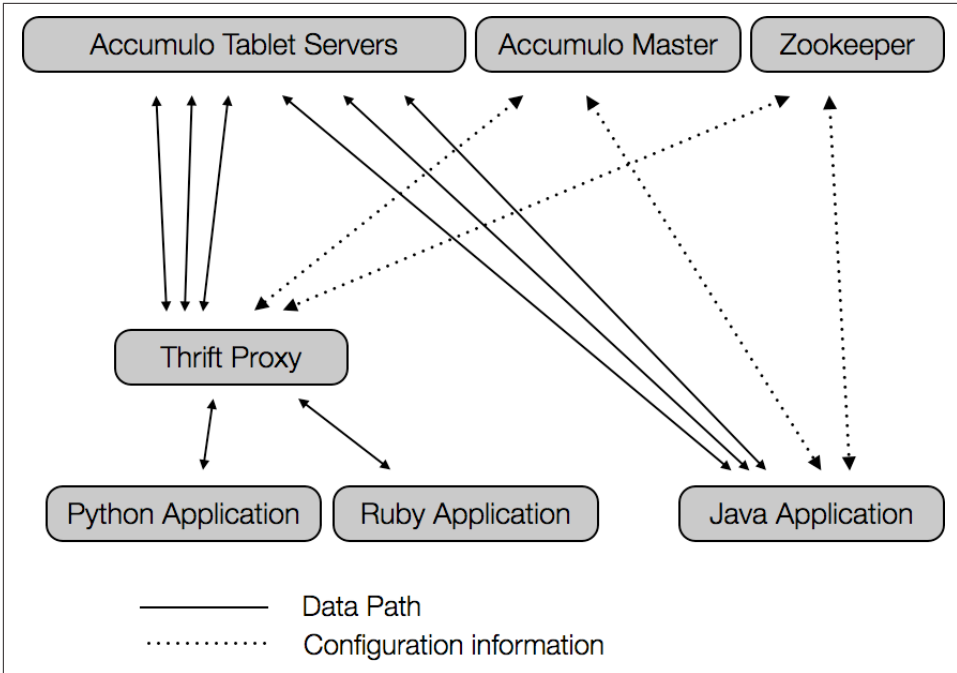 Accumulo Tablet Servers
Accumulo Master
Zookeeper
Thrift Proxy
Python Application
Ruby Application
Java Application
Data Path
Configuration information